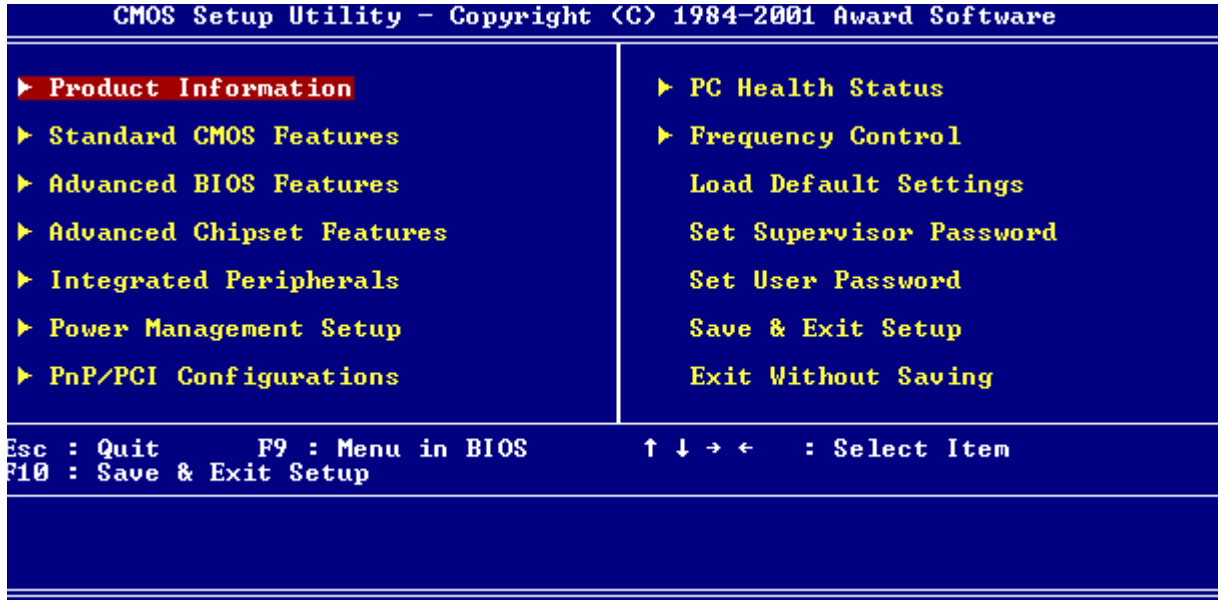 CMOS Setup Utility – Copyright (C) 1984–2001 Award Software
► Product Information
► Standard CMOS Features
► Advanced BIOS Features
► Advanced Chipset Features
► Integrated Peripherals
► Power Management Setup
► PnP/PCI Configurations
► PC Health Status
► Frequency Control
Load Default Settings
Set Supervisor Password
Set User Password
Save & Exit Setup
Exit Without Saving
Esc : Quit F9 : Menu in BIOS ↑ ↓ → ← : Select Item
F10 : Save & Exit Setup